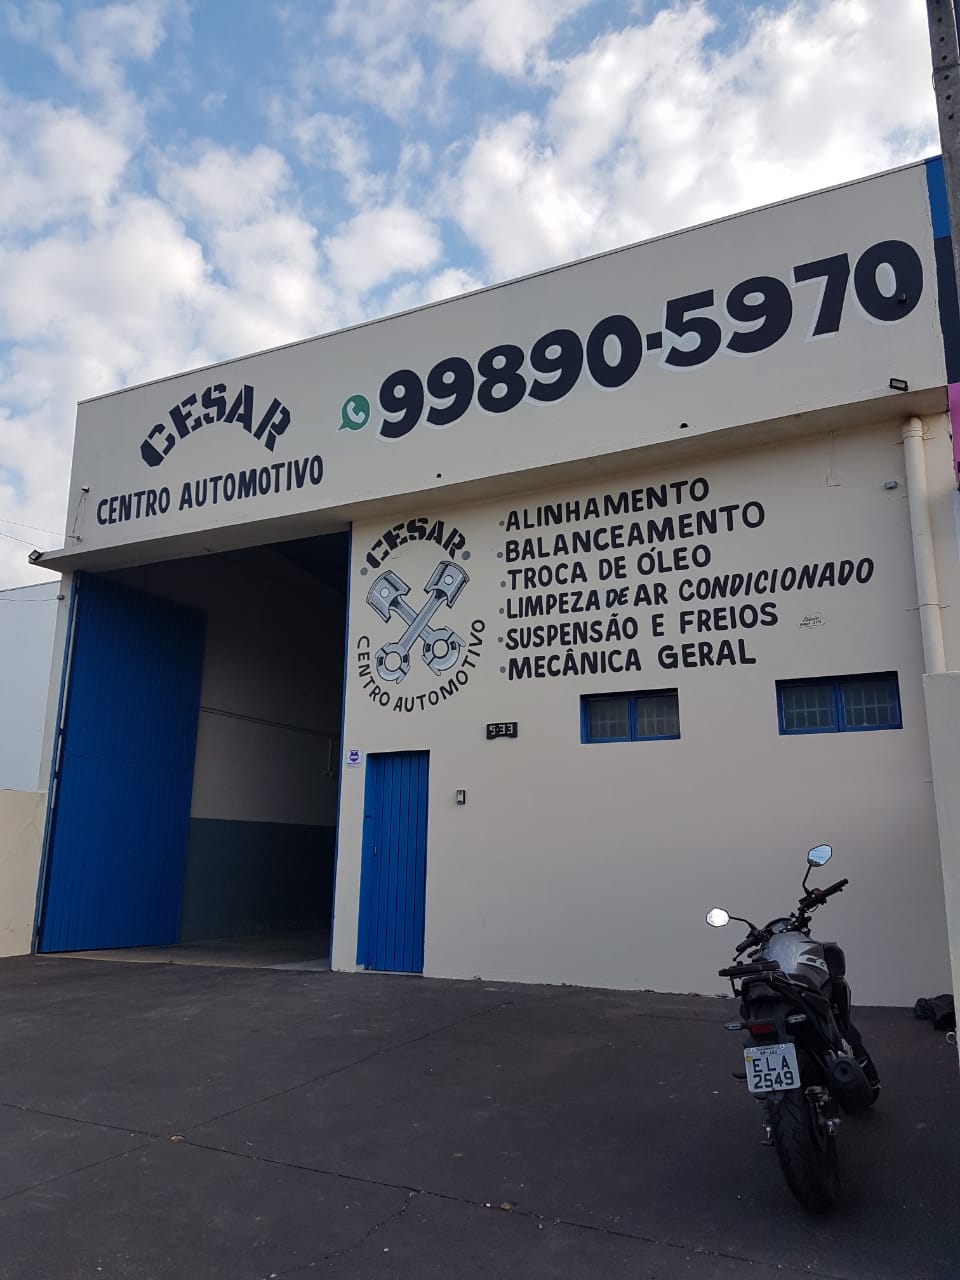 CESAR
CENTRO AUTOMOTIVO
99890-5970
CESAR
CENTRO AUTOMOTIVO
•ALINHAMENTO
•BALANCEAMENTO
•TROCA DE ÓLEO
•LIMPEZA DE AR CONDICIONADO
•SUSPENSÃO E FREIOS
•MECÂNICA GERAL
533
ELA
2549